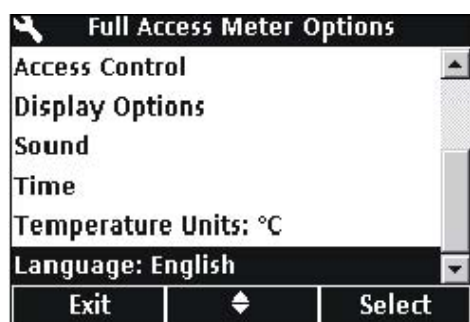 Full Access Meter Options
Access Control
Display Options
Sound
Time
Temperature Units: °C
Language: English
Exit Select